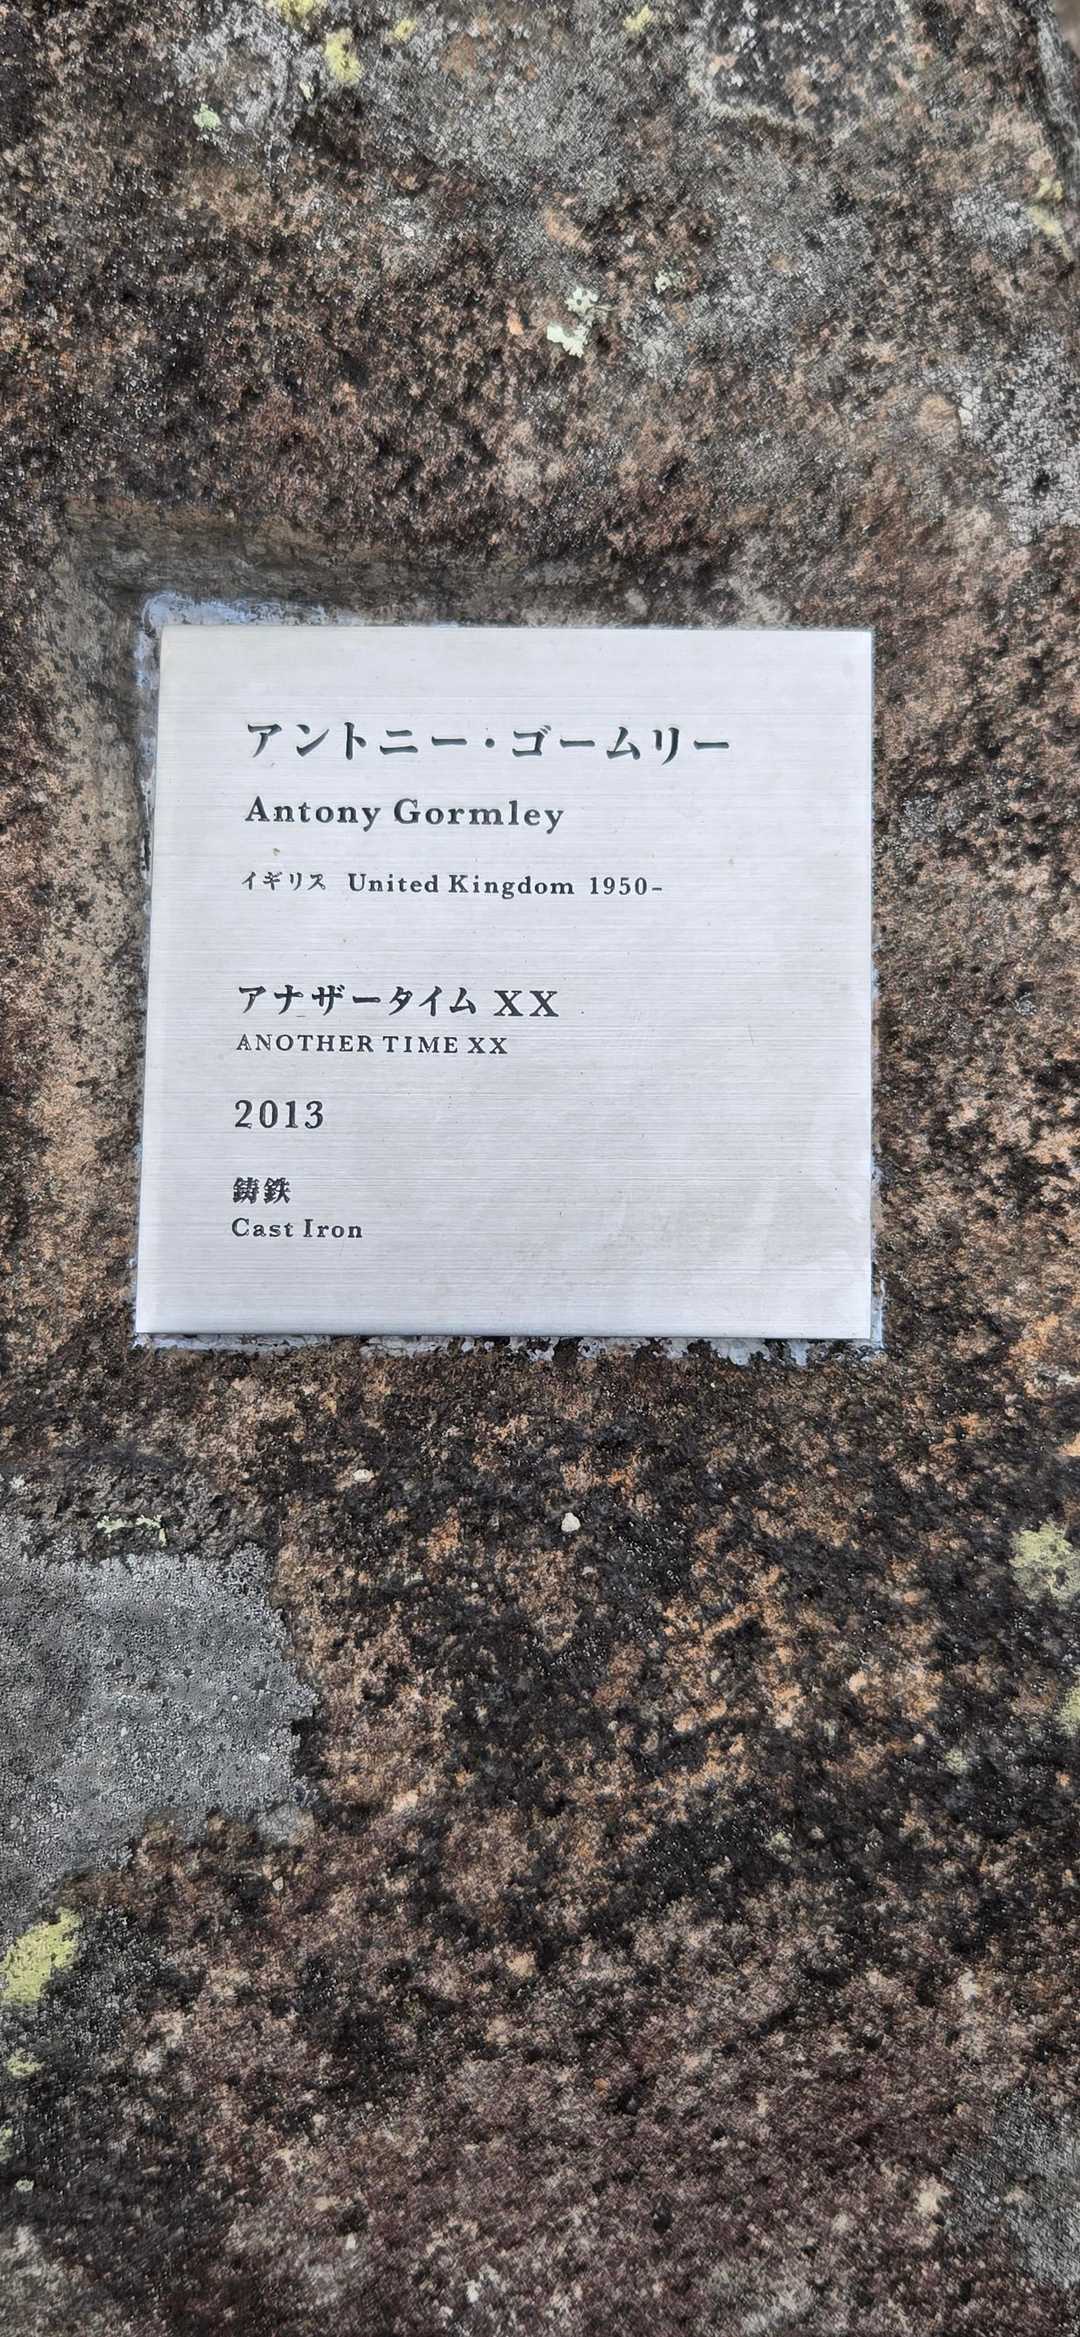 アントニー・ゴームリー
Antony Gormley
イギリス United Kingdom 1950-
アナザータイム XX
ANOTHER TIME XX
2013
鋳鉄
Cast Iron